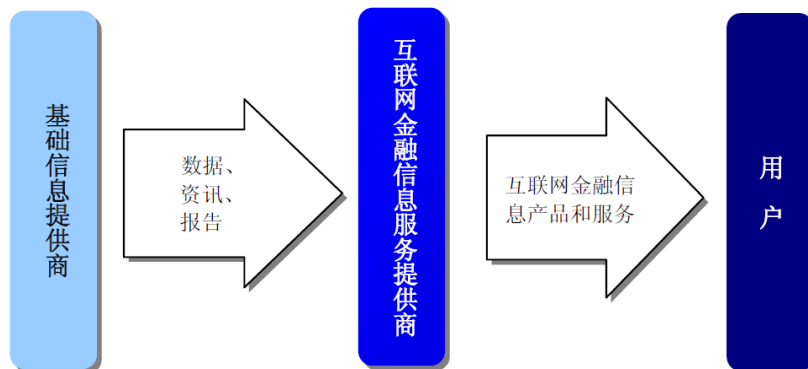 基础信息提供商
数据、
资讯、
报告
互联网金融信息服务提供商
互联网金融信
息产品和服务
用户